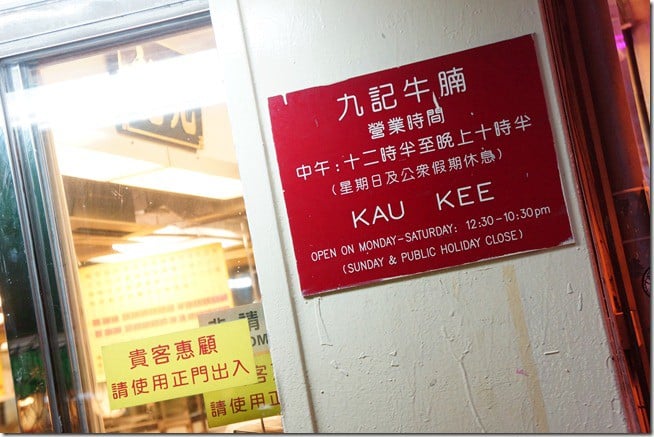 九記牛腩
營業時間
中午：十二時半至晚上十時半
（星期日及公衆假期休息）
KAU KEE
OPEN ON MONDAY-SATURDAY: 12:30-10:30pm
(SUNDAY & PUBLIC HOLIDAY CLOSE)
貴客惠顧
請使用正門出入
請使用正